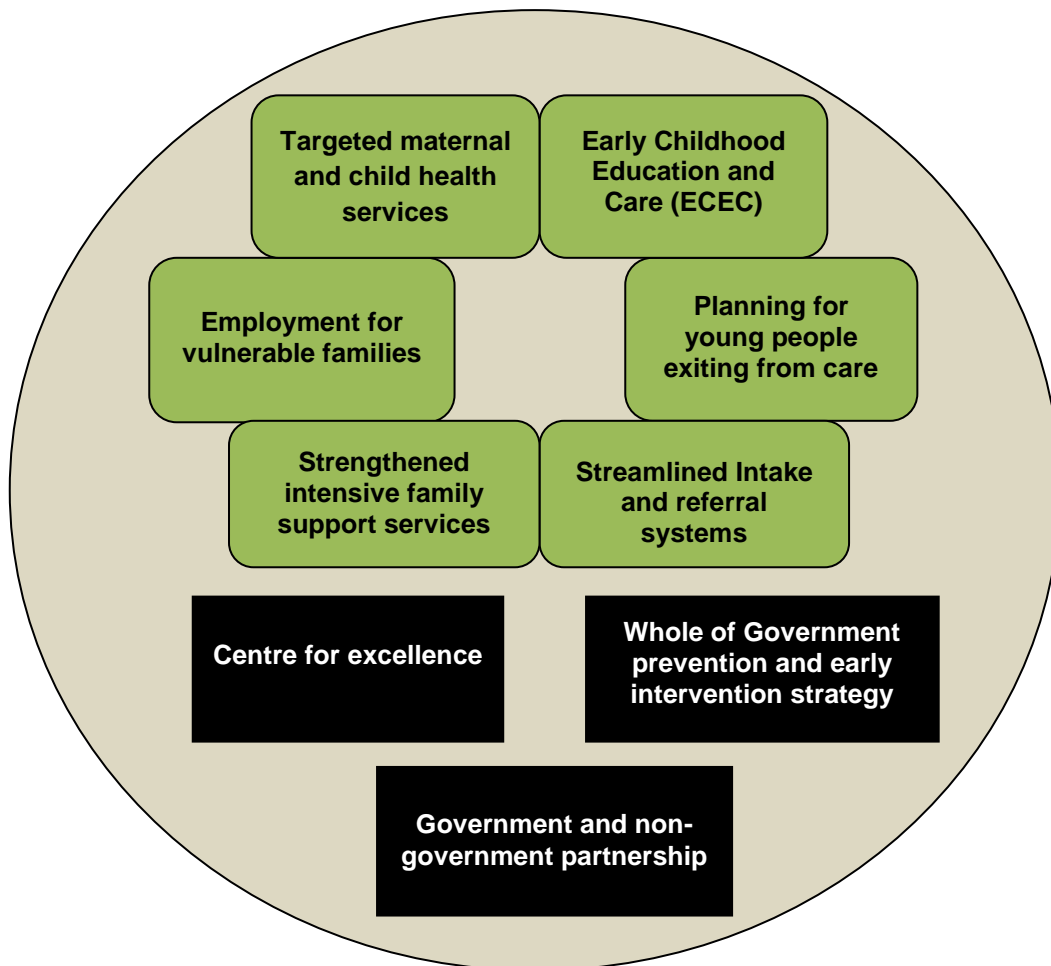 Targeted maternal
and child health
services
Early Childhood
Education and
Care (ECEC)
Employment for
vulnerable families
Planning for
young people
exiting from care
Strengthened
intensive family
support services
Streamlined Intake
and referral
systems
Centre for excellence
Whole of Government
prevention and early
intervention strategy
Government and non-
government partnership